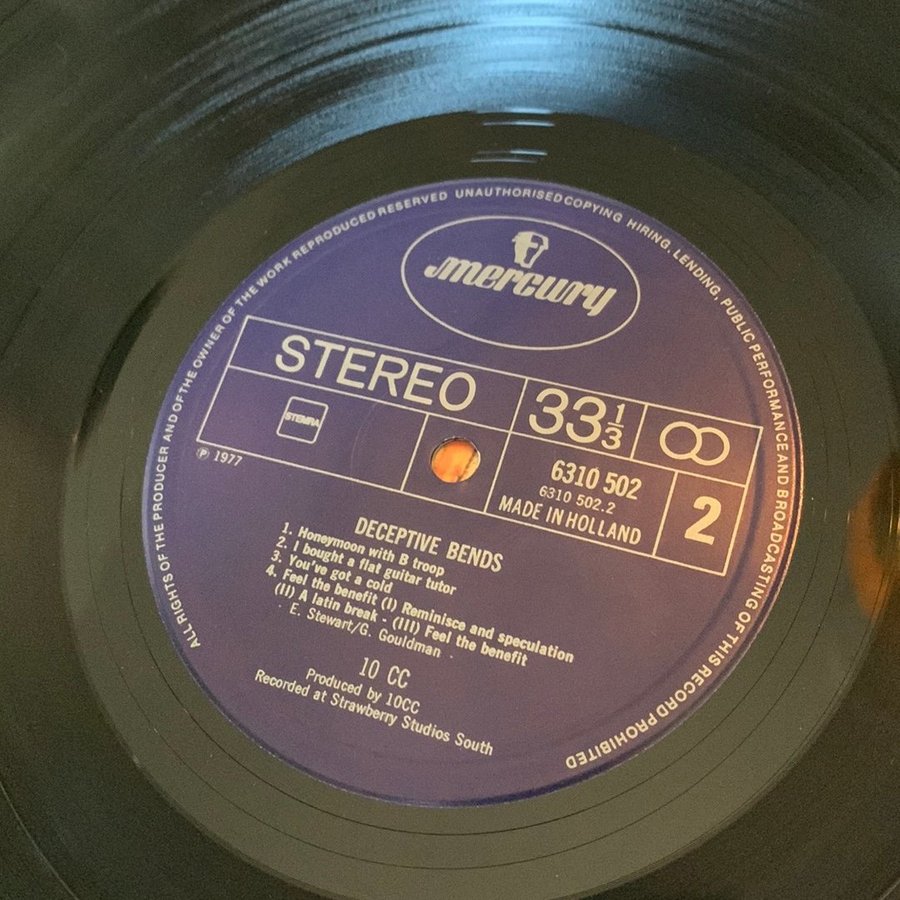 ALL RIGHTS OF THE PRODUCER AND OF THE OWNER OF THE WORK REPRODUCED RESERVED UNAUTHORISED COPYING HIRING, LENDING, PUBLIC PERFORMANCE AND BROADCASTING OF THIS RECORD PROHIBITED
mercury
STEREO
33 1/3
STEMRA
6310 502
6310 502.2
MADE IN HOLLAND
2
℗ 1977
DECEPTIVE BENDS
1. Honeymoon with B troop
2. I bought a flat guitar tutor
3. You've got a cold
4. Feel the benefit (I) Reminisce and speculation
(II) A latin break - (III) Feel the benefit
E. Stewart/G. Gouldman
10 CC
Produced by 10CC
Recorded at Strawberry Studios South